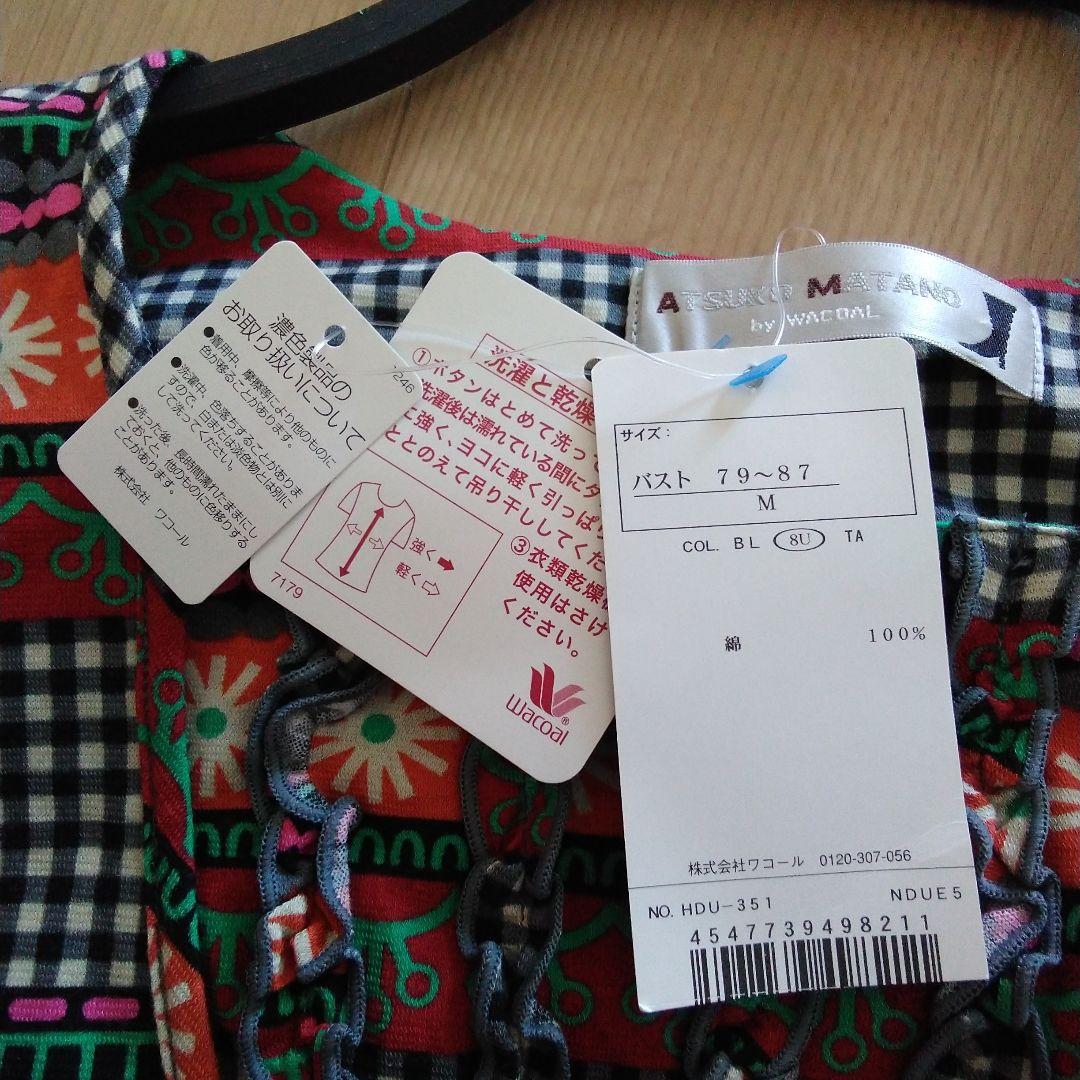 濃色製品の
お取り扱いについて
●着用中、摩擦等により他のものに
色が移ることがあります。
●洗濯中、色落ちすることがありま
すので、白または淡色物とは別に
して洗ってください。
●洗った後、長時間濡れたままにし
ておくと、他のものに色移りする
ことがあります。
株式会社 ワコール
246
洗濯と乾燥
①ボタンはとめて洗っ
洗濯後は濡れている間にタ
に強く、ヨコに軽く引っぱ
ととのえて吊り干ししてくだ
③衣類乾燥
使用はさけ
ください。
強く
軽く
7179
Wacoal®
ATSUKO MATANO
by WACOAL
サイズ:
バスト 79～87
M
COL. BL 8U TA
綿 100%
株式会社ワコール 0120-307-056
NO. HDU-351 NDUE5
4547739498211